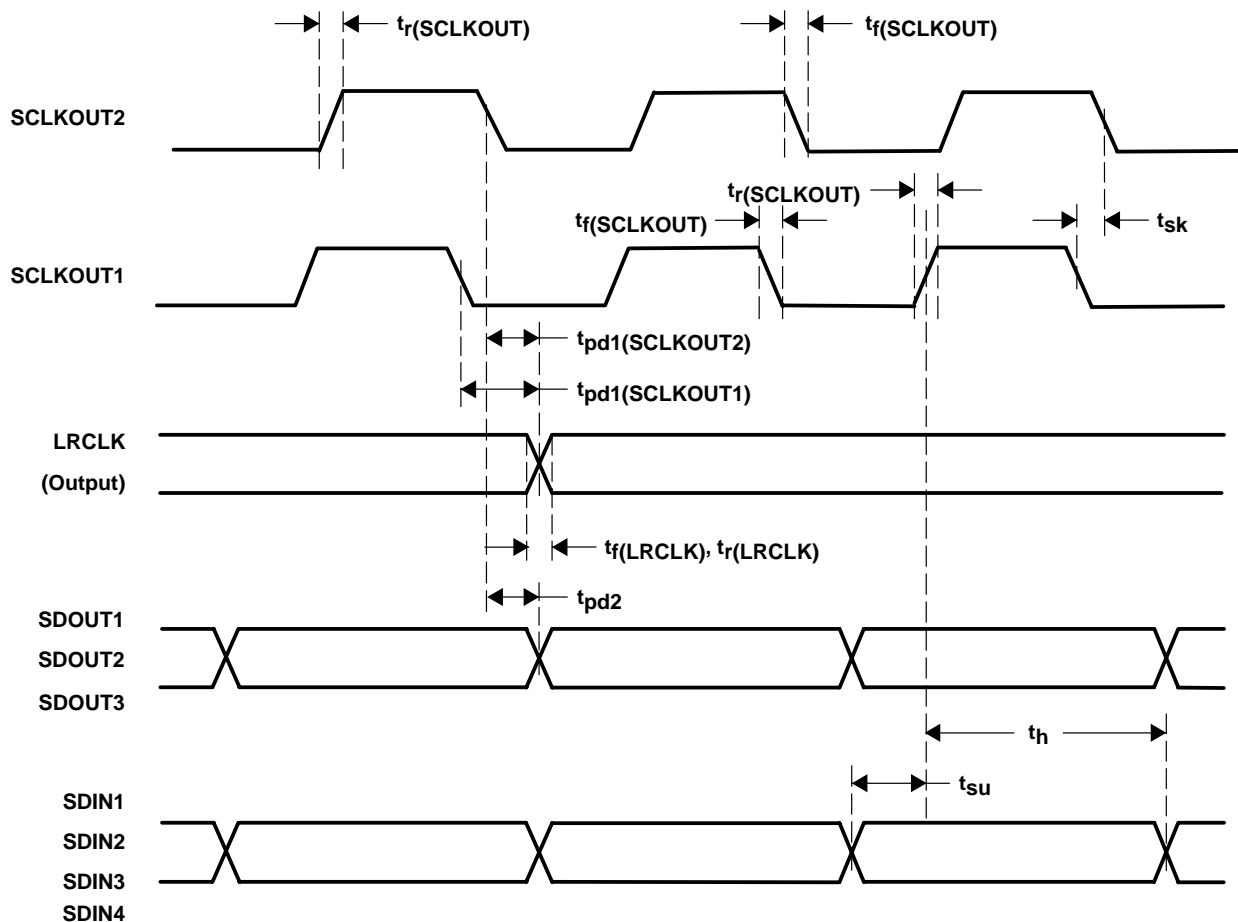 tr(SCLKOUT)
tf(SCLKOUT)
SCLKOUT2
tr(SCLKOUT)
tf(SCLKOUT)
tsk
SCLKOUT1
tpd1(SCLKOUT2)
tpd1(SCLKOUT1)
LRCLK
(Output)
tf(LRCLK), tr(LRCLK)
tpd2
SDOUT1
SDOUT2
SDOUT3
th
tsu
SDIN1
SDIN2
SDIN3
SDIN4